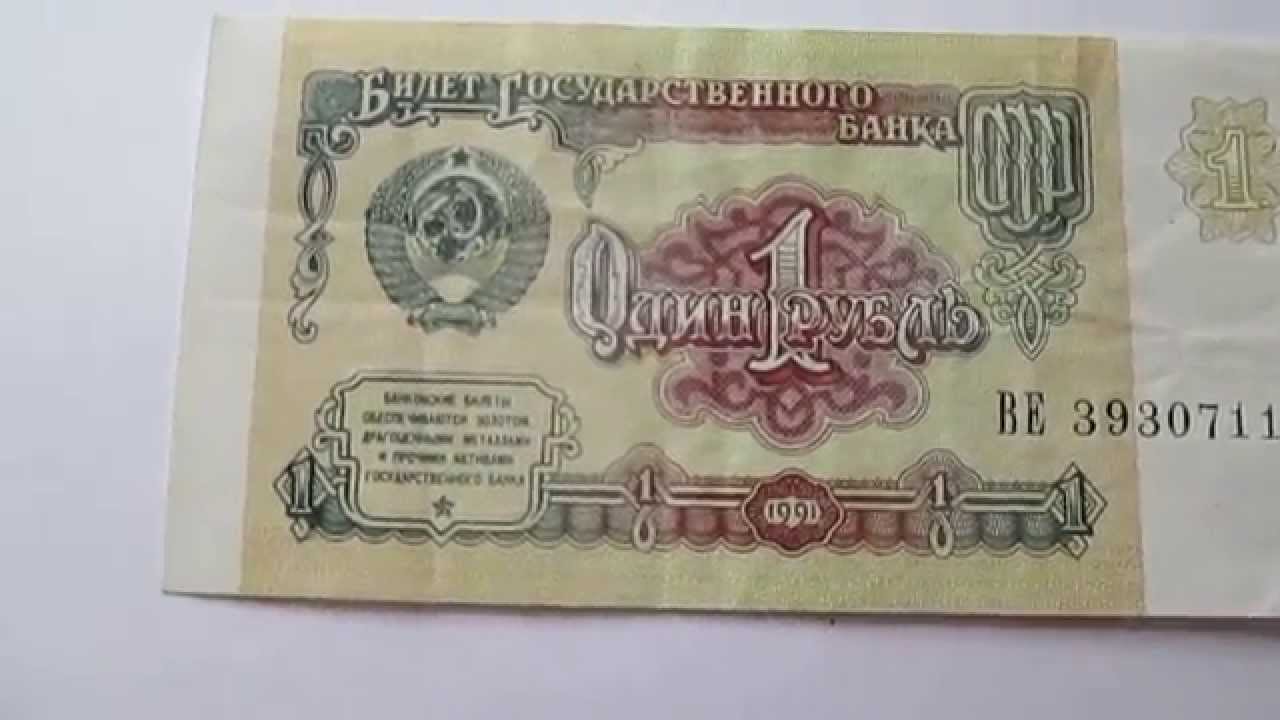 Билет Государственного
Банка
СССР
1
1
Один Рубль
ВЕ 3930711
БАНКОВСКИЕ БИЛЕТЫ
ОБЕСПЕЧИВАЮТСЯ ЗОЛОТОМ,
ДРАГОЦЕННЫМИ МЕТАЛЛАМИ
И ПРОЧИМИ АКТИВАМИ
ГОСУДАРСТВЕННОГО БАНКА
1 1 1991 1 1